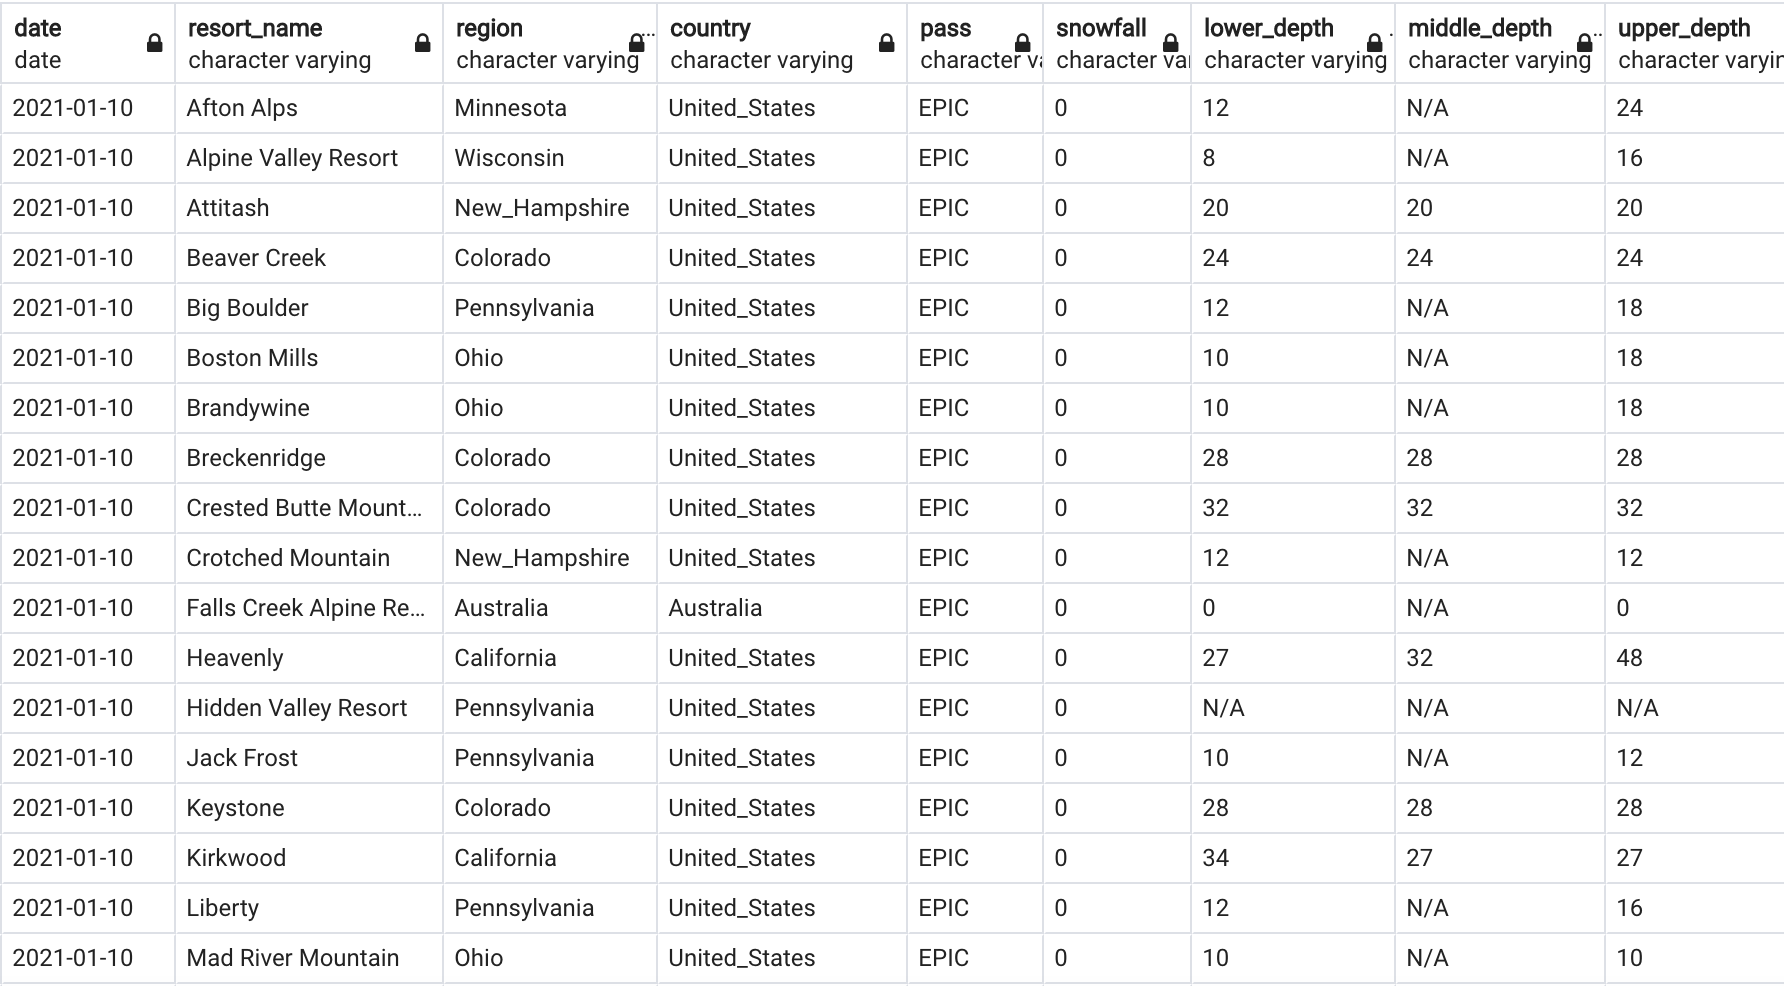 date resort_name region ... country pass snowfall lower_depth . middle_depth .. upper_depth
date character varying character varying character varying character va character var character varying character varying character varyin
2021-01-10 Afton Alps Minnesota United_States EPIC 0 12 N/A 24
2021-01-10 Alpine Valley Resort Wisconsin United_States EPIC 0 8 N/A 16
2021-01-10 Attitash New_Hampshire United_States EPIC 0 20 20 20
2021-01-10 Beaver Creek Colorado United_States EPIC 0 24 24 24
2021-01-10 Big Boulder Pennsylvania United_States EPIC 0 12 N/A 18
2021-01-10 Boston Mills Ohio United_States EPIC 0 10 N/A 18
2021-01-10 Brandywine Ohio United_States EPIC 0 10 N/A 18
2021-01-10 Breckenridge Colorado United_States EPIC 0 28 28 28
2021-01-10 Crested Butte Mount... Colorado United_States EPIC 0 32 32 32
2021-01-10 Crotched Mountain New_Hampshire United_States EPIC 0 12 N/A 12
2021-01-10 Falls Creek Alpine Re... Australia Australia EPIC 0 0 N/A 0
2021-01-10 Heavenly California United_States EPIC 0 27 32 48
2021-01-10 Hidden Valley Resort Pennsylvania United_States EPIC 0 N/A N/A N/A
2021-01-10 Jack Frost Pennsylvania United_States EPIC 0 10 N/A 12
2021-01-10 Keystone Colorado United_States EPIC 0 28 28 28
2021-01-10 Kirkwood California United_States EPIC 0 34 27 27
2021-01-10 Liberty Pennsylvania United_States EPIC 0 12 N/A 16
2021-01-10 Mad River Mountain Ohio United_States EPIC 0 10 N/A 10